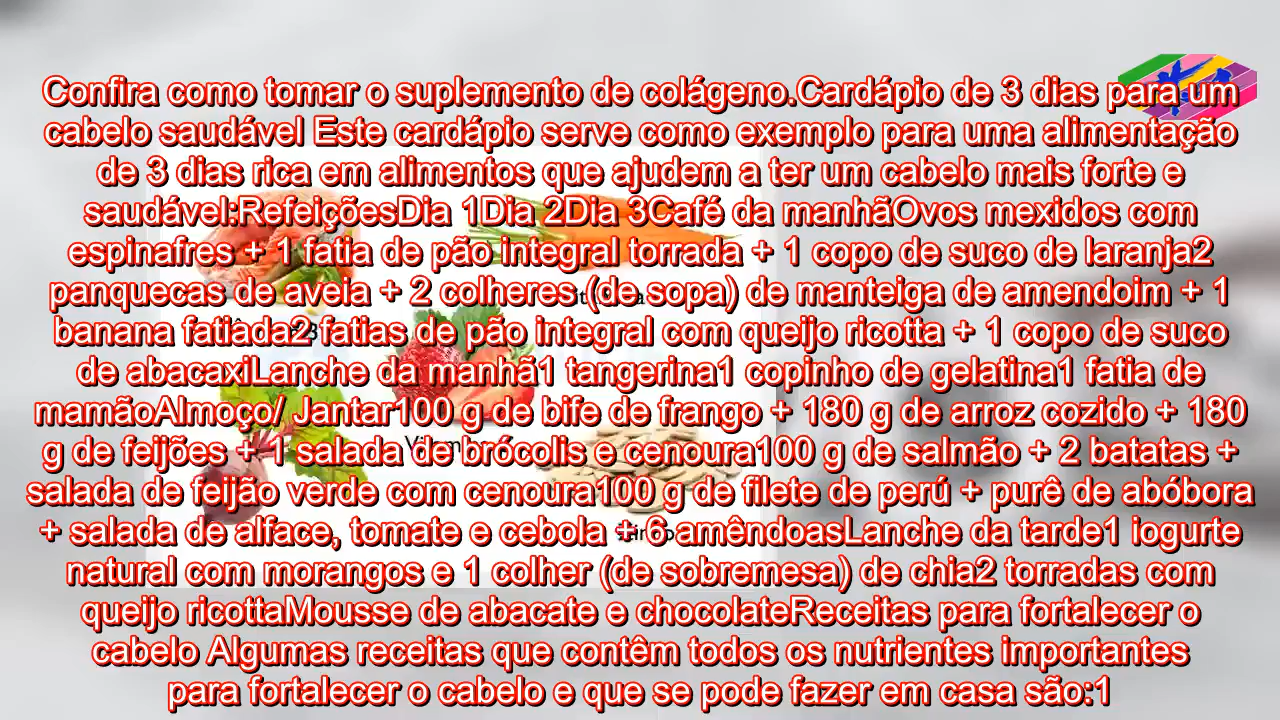 Confira como tomar o suplemento de colágeno.Cardápio de 3 dias para um
cabelo saudável Este cardápio serve como exemplo para uma alimentação
de 3 dias rica em alimentos que ajudem a ter um cabelo mais forte e
saudável:RefeiçõesDia 1Dia 2Dia 3Café da manhãOvos mexidos com
espinafres + 1 fatia de pão integral torrada + 1 copo de suco de laranja2
panquecas de aveia + 2 colheres (de sopa) de manteiga de amendoim + 1
banana fatiada2 fatias de pão integral com queijo ricotta + 1 copo de suco
de abacaxiLanche da manhã1 tangerina1 copinho de gelatina1 fatia de
mamãoAlmoço/ Jantar100 g de bife de frango + 180 g de arroz cozido + 180
g de feijões + 1 salada de brócolis e cenoura100 g de salmão + 2 batatas +
salada de feijão verde com cenoura100 g de filete de perú + purê de abóbora
+ salada de alface, tomate e cebola + 6 amêndoasLanche da tarde1 iogurte
natural com morangos e 1 colher (de sobremesa) de chia2 torradas com
queijo ricottaMousse de abacate e chocolateReceitas para fortalecer o
cabelo Algumas receitas que contêm todos os nutrientes importantes
para fortalecer o cabelo e que se pode fazer em casa são:1